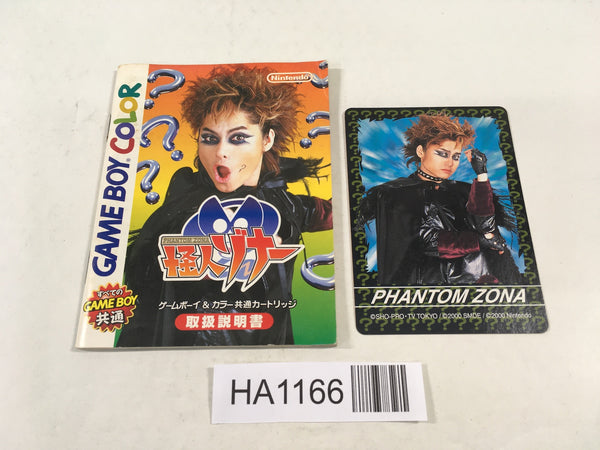 GAME BOY COLOR
Nintendo
PHANTOM ZONA
怪人ゾナー
すべての
GAME BOY
共通
ゲームボーイ & カラー共通カートリッジ
取扱説明書
PHANTOM ZONA
©SHO-PRO・TV TOKYO / ©2000 SMDE / ©2000 Nintendo
HA1166